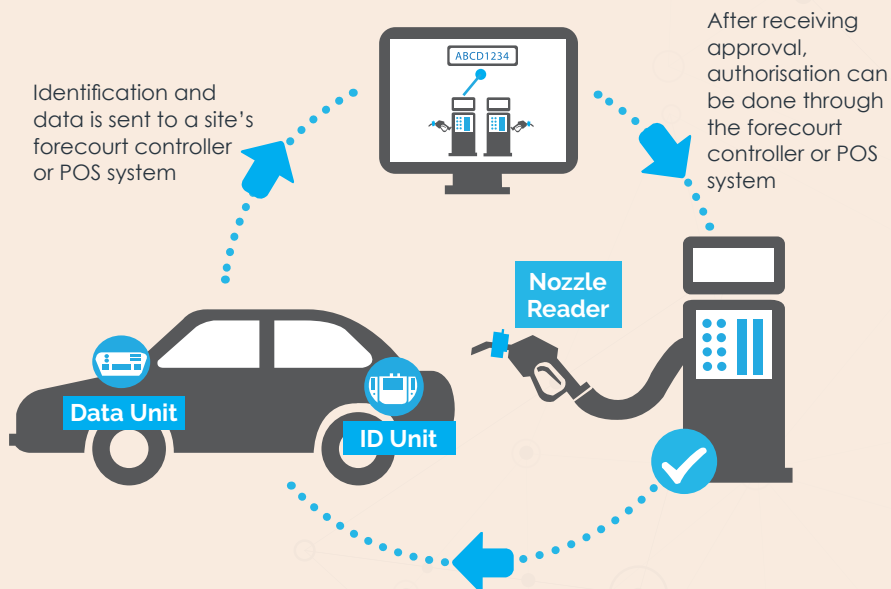 ABCD1234
After receiving
approval,
authorisation can
be done through
the forecourt
controller or POS
system
Identification and
data is sent to a site's
forecourt controller
or POS system
Nozzle
Reader
Data Unit
ID Unit